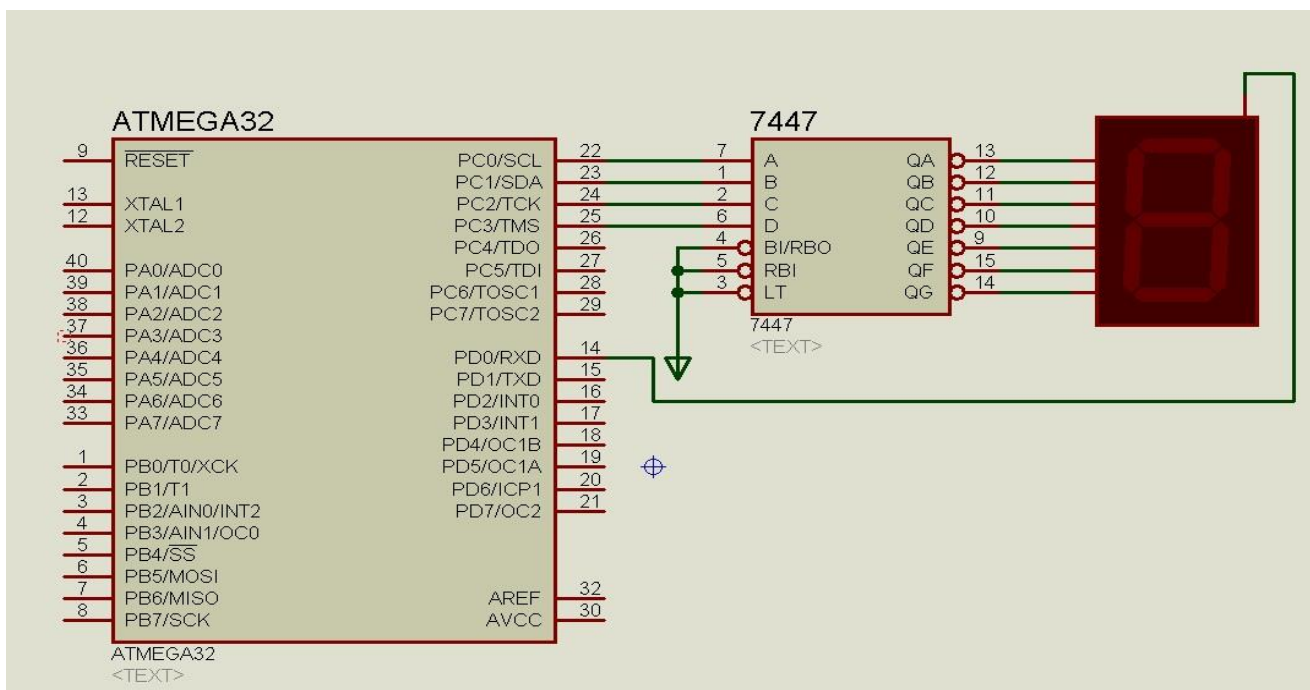 ATMEGA32
9 RESET
13 XTAL1
12 XTAL2
40 PA0/ADC0
39 PA1/ADC1
38 PA2/ADC2
37 PA3/ADC3
36 PA4/ADC4
35 PA5/ADC5
34 PA6/ADC6
33 PA7/ADC7
1 PB0/T0/XCK
2 PB1/T1
3 PB2/AIN0/INT2
4 PB3/AIN1/OC0
5 PB4/SS
6 PB5/MOSI
7 PB6/MISO
8 PB7/SCK
PC0/SCL 22
PC1/SDA 23
PC2/TCK 24
PC3/TMS 25
PC4/TDO 26
PC5/TDI 27
PC6/TOSC1 28
PC7/TOSC2 29
PD0/RXD 14
PD1/TXD 15
PD2/INT0 16
PD3/INT1 17
PD4/OC1B 18
PD5/OC1A 19
PD6/ICP1 20
PD7/OC2 21
AREF 32
AVCC 30
ATMEGA32
<TEXT>
7447
7 A QA 13
1 B QB 12
2 C QC 11
6 D QD 10
4 BI/RBO QE 9
5 RBI QF 15
3 LT QG 14
7447
<TEXT>